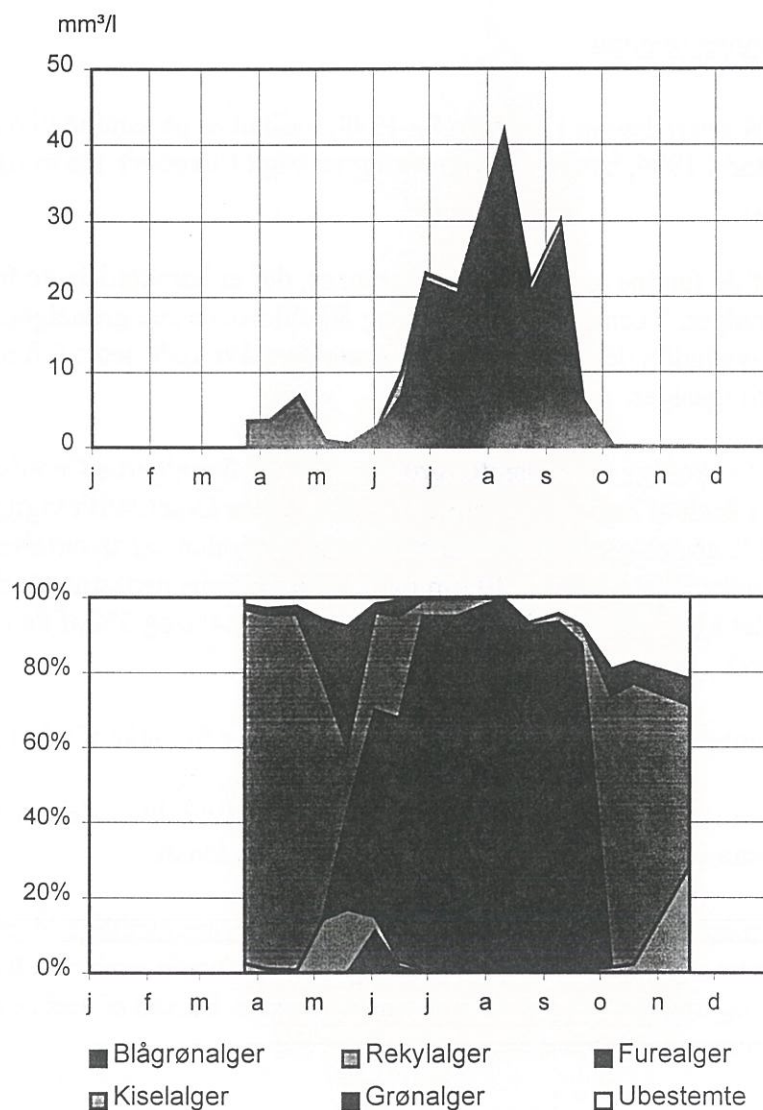 mm³/l
50
40
30
20
10
0
j f m a m j j a s o n d
100%
80%
60%
40%
20%
0%
j f m a m j j a s o n d
Blågrønalger Rekylalger Furealger
Kiselalger Grønalger Ubestemte